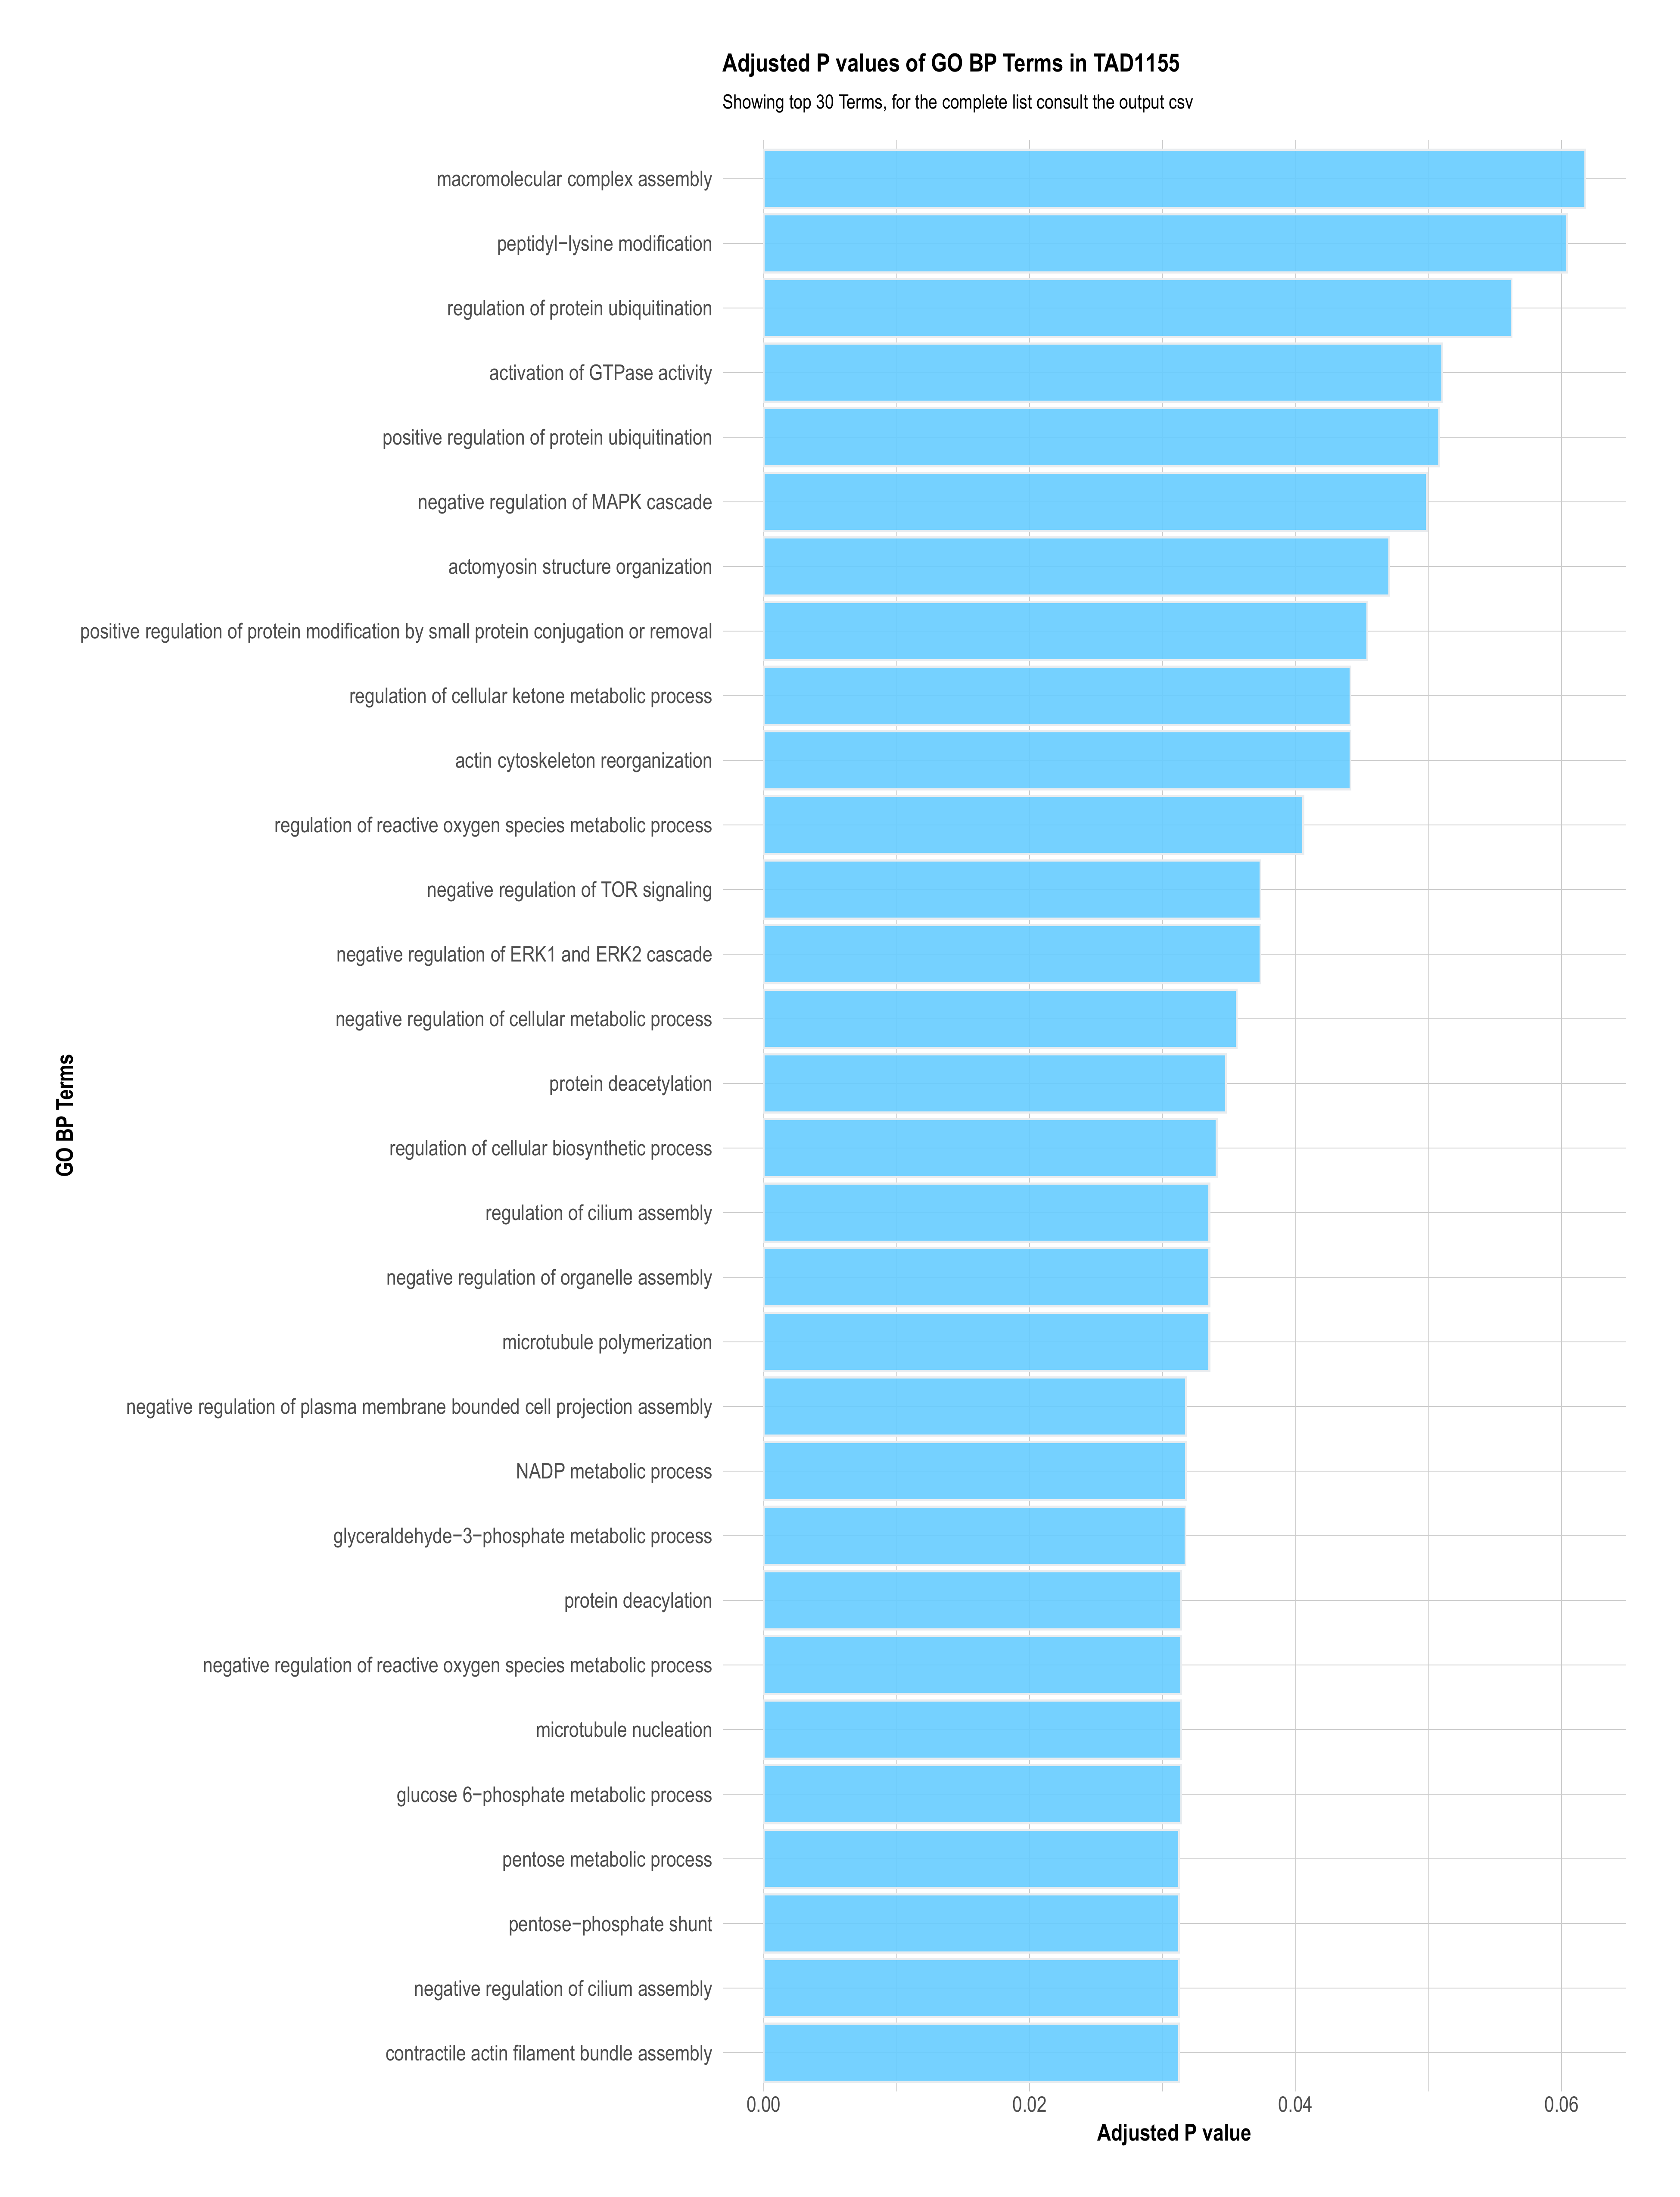 Adjusted P values of GO BP Terms in TAD1155
Showing top 30 Terms, for the complete list consult the output csv
macromolecular complex assembly
peptidyl−lysine modification
regulation of protein ubiquitination
activation of GTPase activity
positive regulation of protein ubiquitination
negative regulation of MAPK cascade
actomyosin structure organization
positive regulation of protein modification by small protein conjugation or removal
regulation of cellular ketone metabolic process
actin cytoskeleton reorganization
regulation of reactive oxygen species metabolic process
negative regulation of TOR signaling
negative regulation of ERK1 and ERK2 cascade
negative regulation of cellular metabolic process
protein deacetylation
regulation of cellular biosynthetic process
regulation of cilium assembly
negative regulation of organelle assembly
microtubule polymerization
negative regulation of plasma membrane bounded cell projection assembly
NADP metabolic process
glyceraldehyde−3−phosphate metabolic process
protein deacylation
negative regulation of reactive oxygen species metabolic process
microtubule nucleation
glucose 6−phosphate metabolic process
pentose metabolic process
pentose−phosphate shunt
negative regulation of cilium assembly
contractile actin filament bundle assembly
GO BP Terms
0.00 0.02 0.04 0.06
Adjusted P value